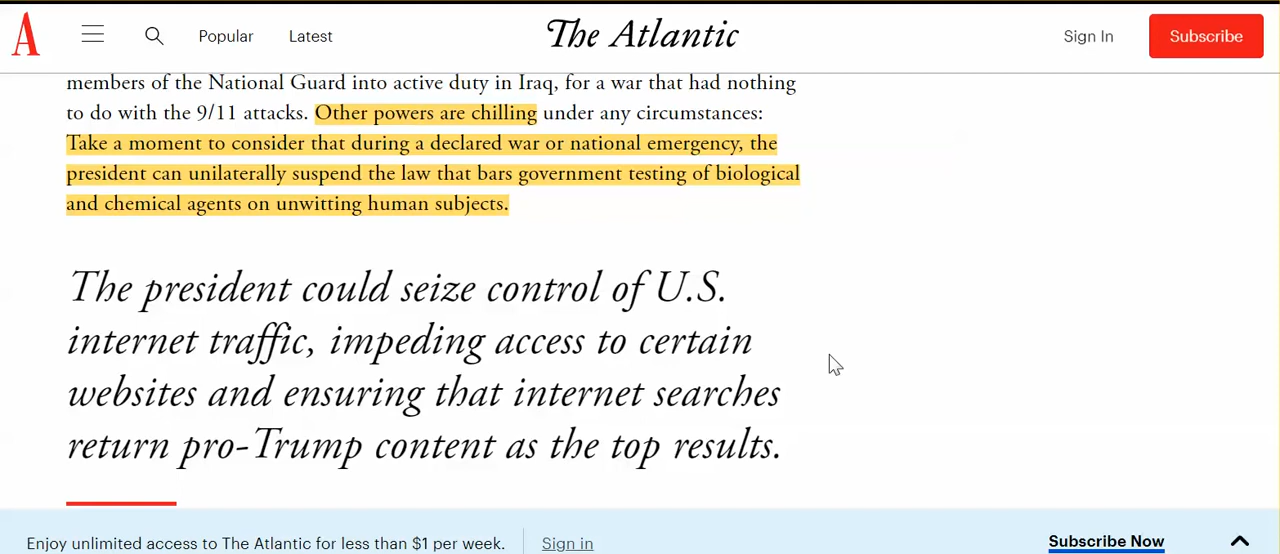 A Popular Latest The Atlantic Sign In Subscribe
members of the National Guard into active duty in Iraq, for a war that had nothing
to do with the 9/11 attacks. Other powers are chilling under any circumstances:
Take a moment to consider that during a declared war or national emergency, the
president can unilaterally suspend the law that bars government testing of biological
and chemical agents on unwitting human subjects.
The president could seize control of U.S.
internet traffic, impeding access to certain
websites and ensuring that internet searches
return pro-Trump content as the top results.
Enjoy unlimited access to The Atlantic for less than $1 per week. Sign in Subscribe Now